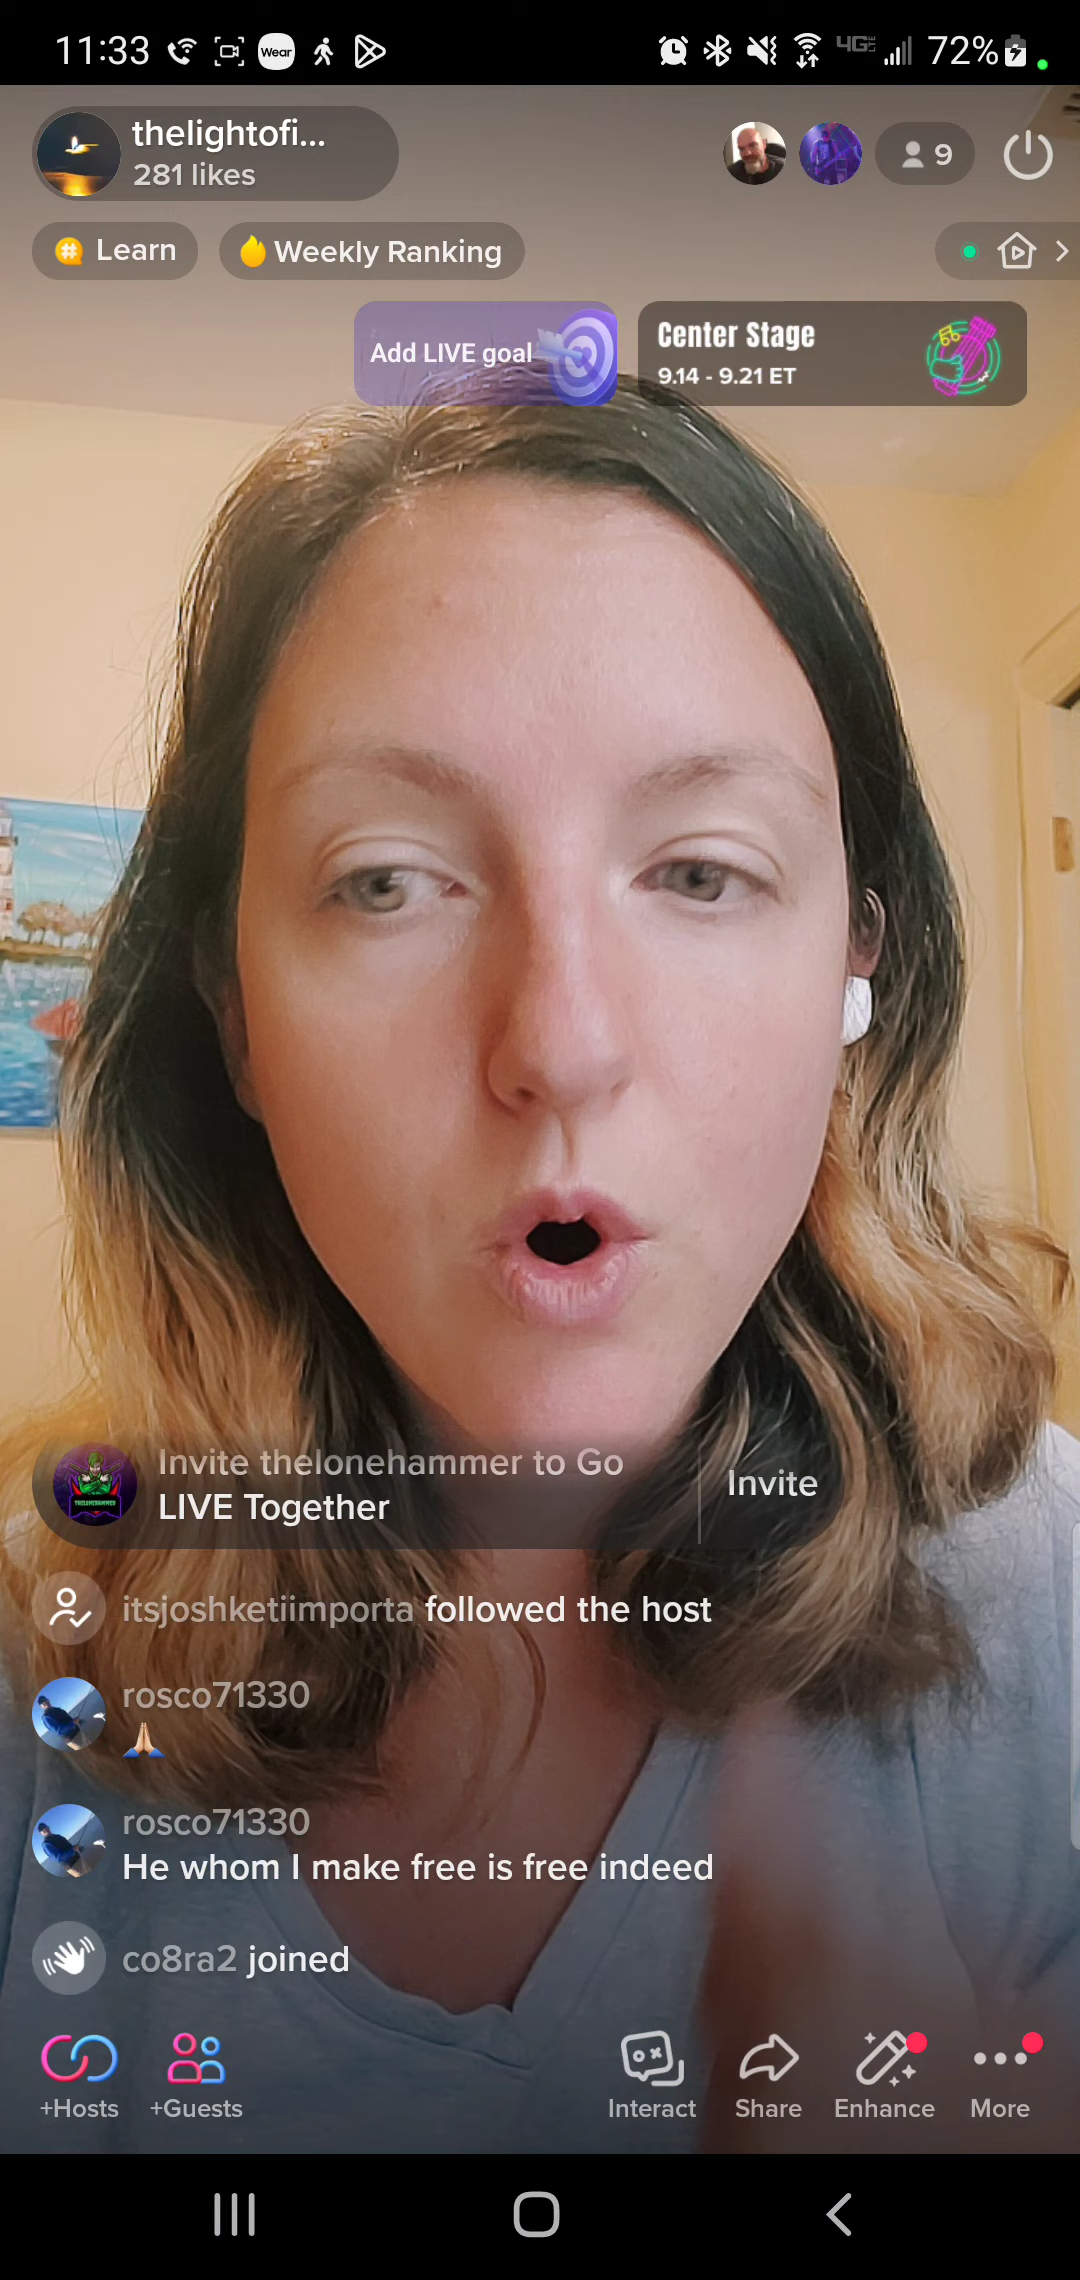 11:33 Wear 4G LTE 72%
thelightofi...
281 likes
9
Learn
Weekly Ranking
Add LIVE goal
Center Stage
9.14 - 9.21 ET
Invite thelonehammer to Go
LIVE Together
Invite
THELONEHAMMER
itsjoshketiimporta followed the host
rosco71330
🙏🏻
rosco71330
He whom I make free is free indeed
co8ra2 joined
+Hosts
+Guests
Interact
Share
Enhance
More